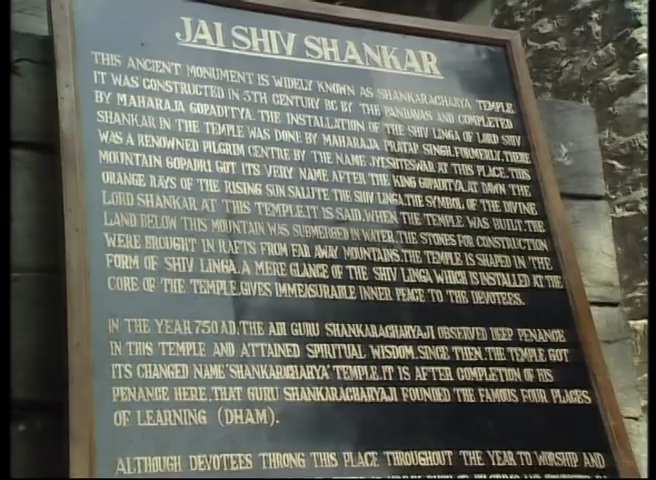 JAI SHIV SHANKAR
THIS ANCIENT MONUMENT IS WIDELY KNOWN AS SHANKARACHARYA TEMPLE.
IT WAS CONSTRUCTED IN 5TH CENTURY BC BY THE PANDAVAS AND COMPLETED
BY MAHARAJA GOPADITYA. THE INSTALLATION OF THE SHIV LINGA OF LORD SHIV
SHANKAR IN THE TEMPLE WAS DONE BY MAHARAJA PRATAP SINGH. FORMERLY, THERE
WAS A RENOWNED PILGRIM CENTRE BY THE NAME JYESITESWAR AT THIS PLACE. THIS
MOUNTAIN GOPADRI GOT ITS VERY NAME AFTER THE KING GOPADITYA. AT DAWN THE
ORANGE RAYS OF THE RISING SUN SALUTE THE SHIV LINGA. THE SYMBOL OF THE DIVINE
LORD SHANKAR AT THIS TEMPLE. IT IS SAID, WHEN THE TEMPLE WAS BUILT. THE
LAND BELOW THIS MOUNTAIN WAS SUBMERGED IN WATER. THE STONES FOR CONSTRUCTION
WERE BROUGHT IN RAFTS FROM FAR AWAY MOUNTAINS. THE TEMPLE IS SHAPED IN THE
FORM OF SHIV LINGA. A MERE GLANCE OF THE SHIV LINGA WHICH IS INSTALLED AT THE
CORE OF THE TEMPLE, GIVES IMMEASURABLE INNER PEACE TO THE DEVOTEES.
IN THE YEAR 750 AD. THE ADI GURU SHANKARACHARYAJI OBSERVED DEEP PENANCE
IN THIS TEMPLE AND ATTAINED SPIRITUAL WISDOM. SINCE THEN. THE TEMPLE GOT
ITS CHANGED NAME 'SHANKARACHARYA' TEMPLE. IT IS AFTER COMPLETION OF HIS
PENANCE HERE. THAT GURU SHANKARACHARYAJI FOUNDED THE FAMOUS FOUR PLACES
OF LEARNING (DHAM).
ALTHOUGH DEVOTEES THRONG THIS PLACE THROUGHOUT THE YEAR TO WORSHIP AND